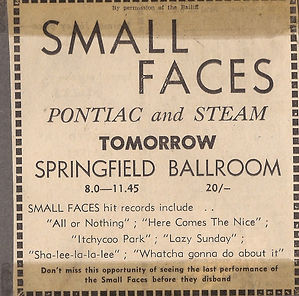 By permission of the Bailiff
SMALL
FACES
PONTIAC and STEAM
TOMORROW
SPRINGFIELD BALLROOM
8.0—11.45 20/–
SMALL FACES hit records include . .
"All or Nothing" ; "Here Comes The Nice" ;
"Itchycoo Park" ; "Lazy Sunday" ;
"Sha-lee-la-la-lee" ; "Whatcha gonna do about it"
Don't miss this opportunity of seeing the last performance of
the Small Faces before they disband